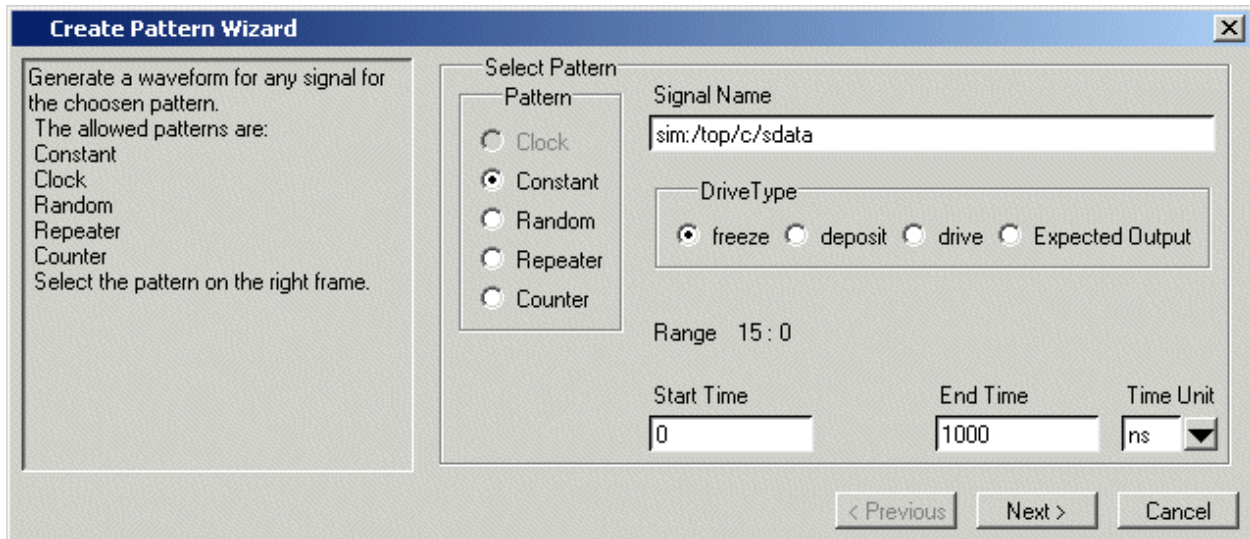 Create Pattern Wizard
Generate a waveform for any signal for
the choosen pattern.
The allowed patterns are:
Constant
Clock
Random
Repeater
Counter
Select the pattern on the right frame.
Select Pattern
Pattern
Clock
Constant
Random
Repeater
Counter
Signal Name
sim:/top/c/sdata
DriveType
freeze deposit drive Expected Output
Range 15 : 0
Start Time End Time Time Unit
0 1000 ns
< Previous Next > Cancel